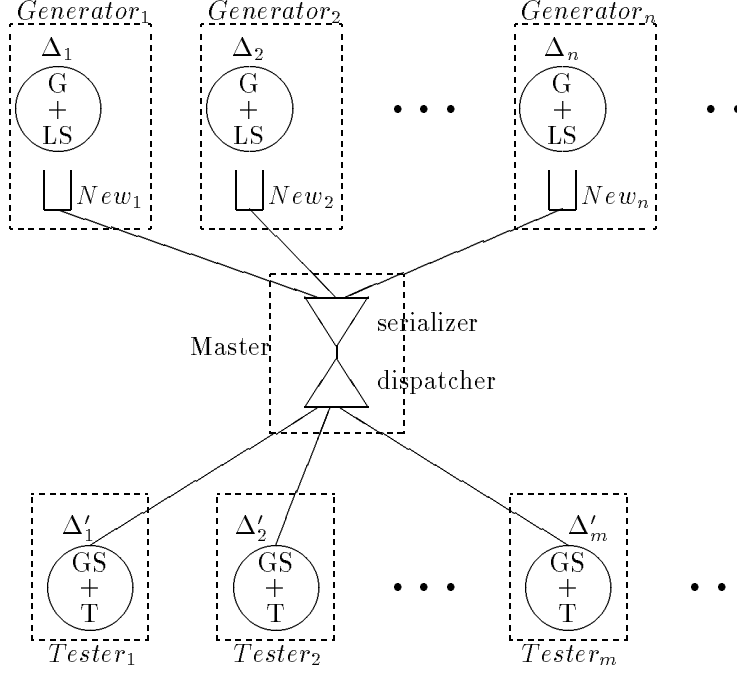 Generator₁ Generator₂ Generatorₙ
Δ₁ Δ₂ Δₙ
G G G
+ + +
LS LS LS
New₁ New₂ Newₙ
serializer
Master
dispatcher
Δ′₁ Δ′₂ Δ′ₘ
GS GS GS
+ + +
T T T
Tester₁ Tester₂ Testerₘ